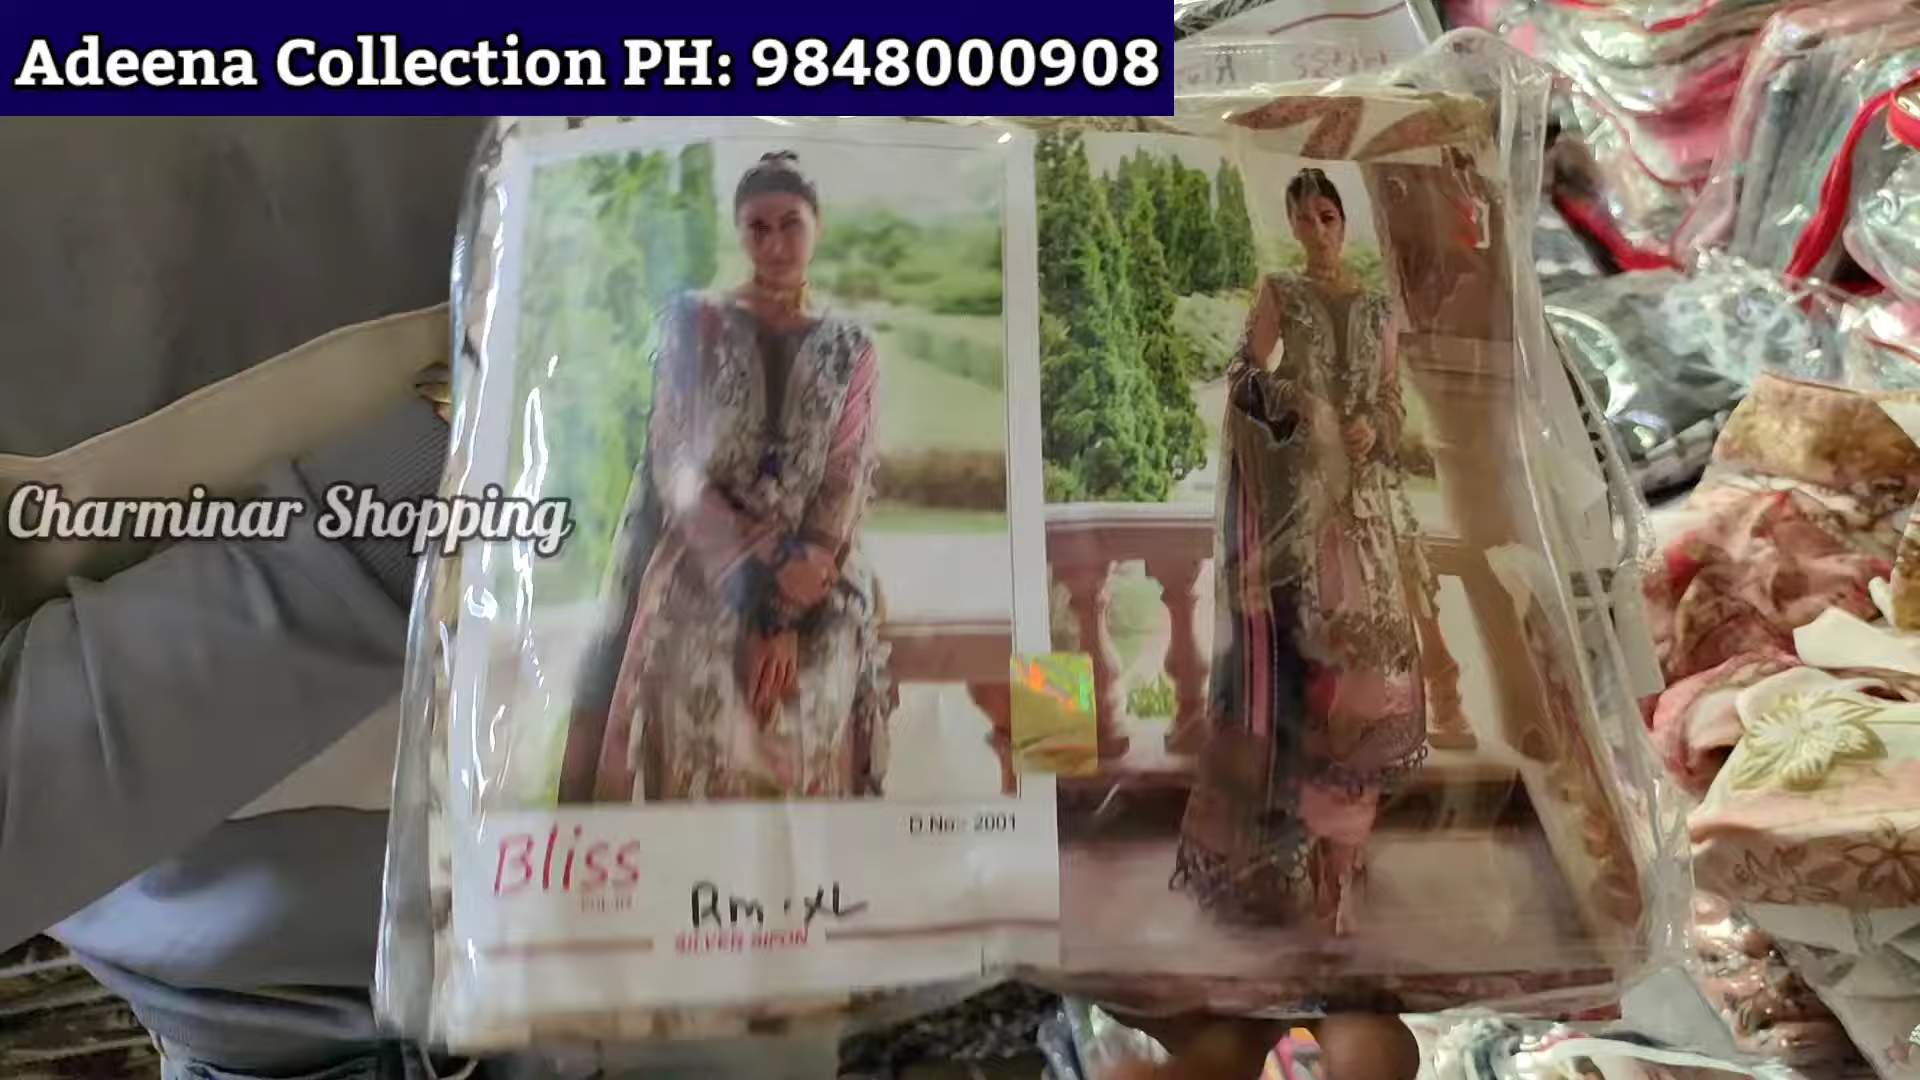 Adeena Collection PH: 9848000908
Charminar Shopping
D.No:- 2001
Bliss
Rm-XL